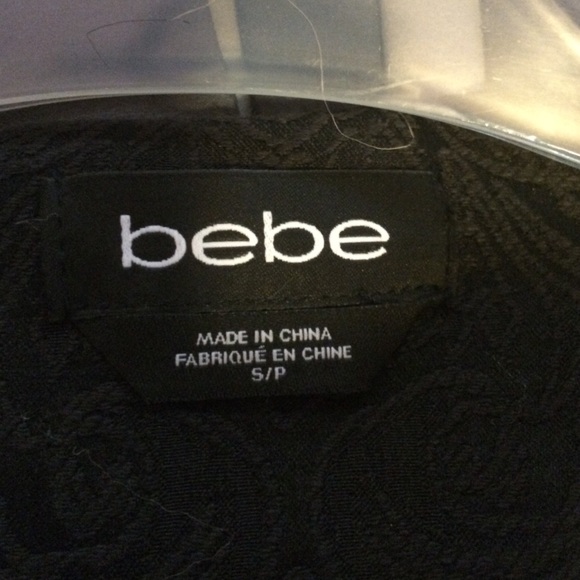 bebe
MADE IN CHINA
FABRIQUÉ EN CHINE
S/P